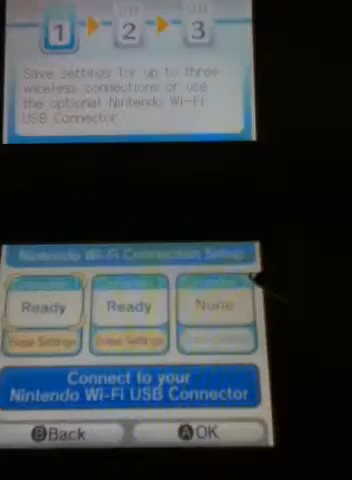 1 2 3
Save settings for up to three
wireless connections or use
the optional Nintendo Wi-Fi
USB Connector.
Nintendo Wi-Fi Connection Setup
Ready Ready None
Connect to your
Nintendo Wi-Fi USB Connector
B Back A OK